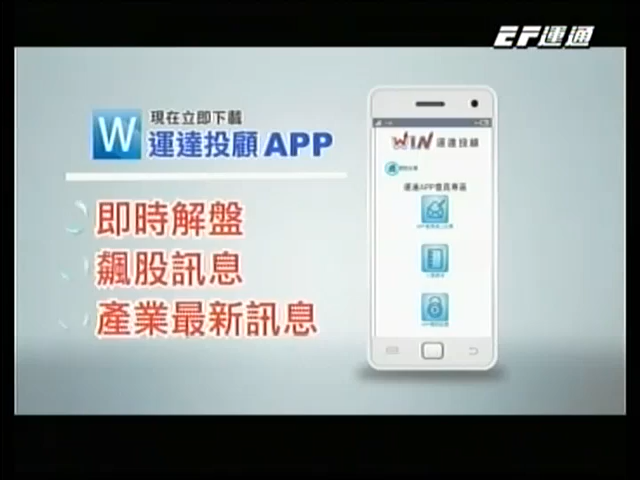 EF運通
現在立即下載
W
運達投顧 APP
即時解盤
飆股訊息
產業最新訊息
WIN 運達投顧
運達APP會員專區